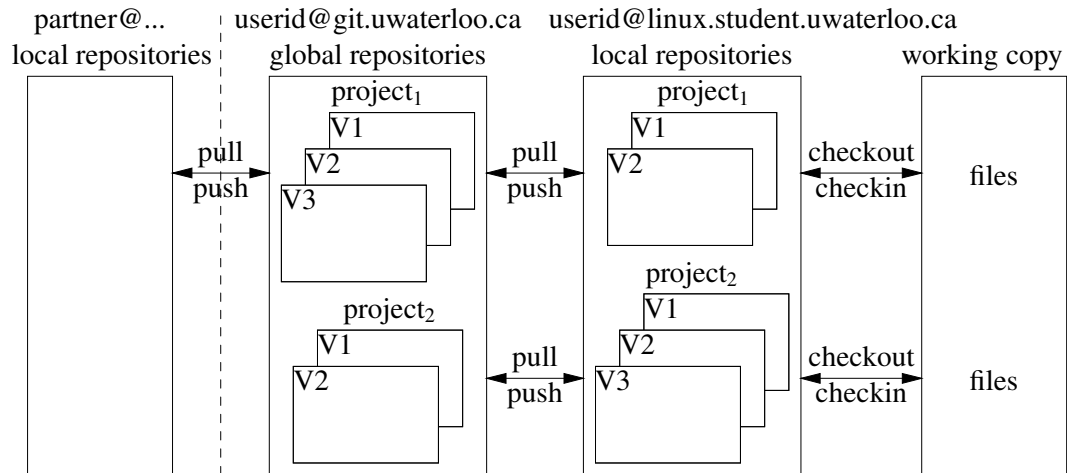 partner@...
local repositories
userid@git.uwaterloo.ca
global repositories
userid@linux.student.uwaterloo.ca
local repositories
working copy
project₁
V1
V2
V3
project₁
V1
V2
pull
push
pull
push
checkout
checkin
files
project₂
V1
V2
project₂
V1
V2
V3
pull
push
checkout
checkin
files